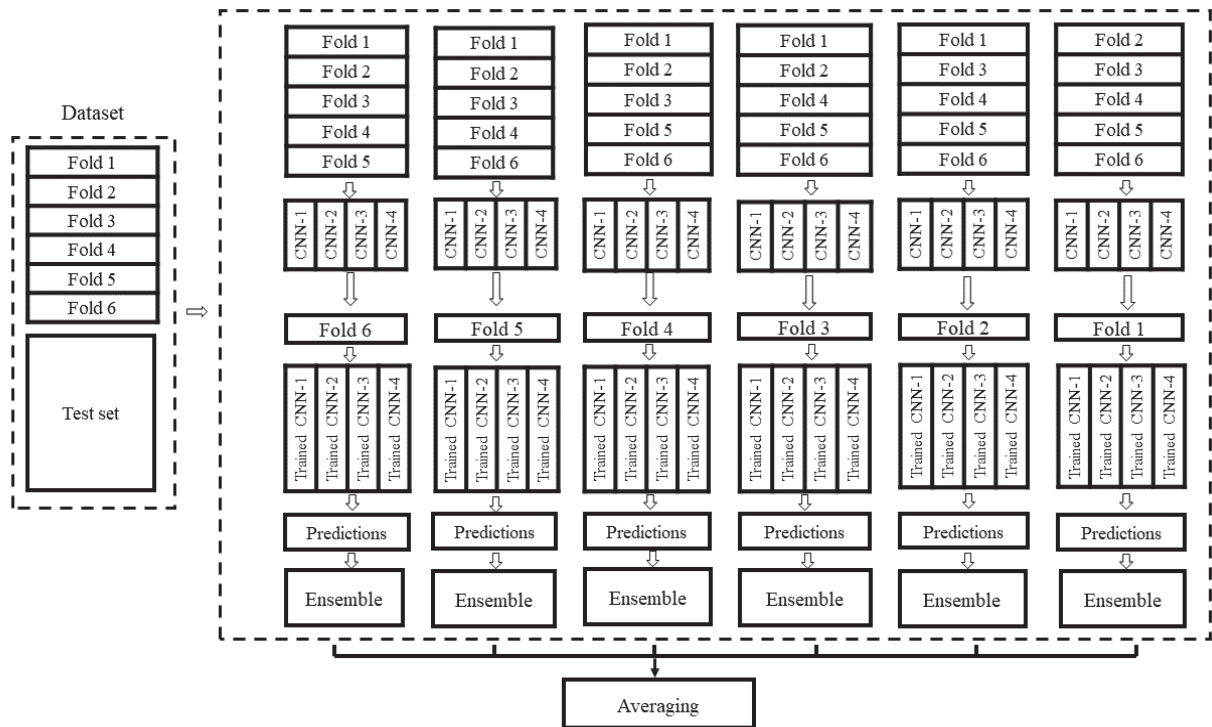 Dataset
Fold 1
Fold 2
Fold 3
Fold 4
Fold 5
Fold 6
Test set
Fold 1
Fold 2
Fold 3
Fold 4
Fold 5
CNN-1
CNN-2
CNN-3
CNN-4
Fold 6
Trained CNN-1
Trained CNN-2
Trained CNN-3
Trained CNN-4
Predictions
Ensemble
Fold 1
Fold 2
Fold 3
Fold 4
Fold 6
CNN-1
CNN-2
CNN-3
CNN-4
Fold 5
Trained CNN-1
Trained CNN-2
Trained CNN-3
Trained CNN-4
Predictions
Ensemble
Fold 1
Fold 2
Fold 3
Fold 5
Fold 6
CNN-1
CNN-2
CNN-3
CNN-4
Fold 4
Trained CNN-1
Trained CNN-2
Trained CNN-3
Trained CNN-4
Predictions
Ensemble
Fold 1
Fold 2
Fold 4
Fold 5
Fold 6
CNN-1
CNN-2
CNN-3
CNN-4
Fold 3
Trained CNN-1
Trained CNN-2
Trained CNN-3
Trained CNN-4
Predictions
Ensemble
Fold 1
Fold 3
Fold 4
Fold 5
Fold 6
CNN-1
CNN-2
CNN-3
CNN-4
Fold 2
Trained CNN-1
Trained CNN-2
Trained CNN-3
Trained CNN-4
Predictions
Ensemble
Fold 2
Fold 3
Fold 4
Fold 5
Fold 6
CNN-1
CNN-2
CNN-3
CNN-4
Fold 1
Trained CNN-1
Trained CNN-2
Trained CNN-3
Trained CNN-4
Predictions
Ensemble
Averaging